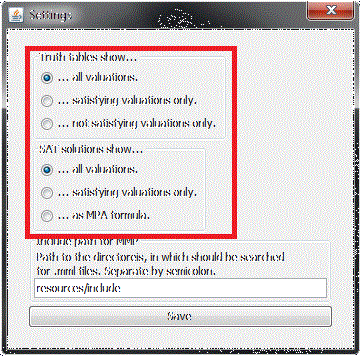 Settings
Truth tables show...
... all valuations.
... satisfying valuations only.
... not satisfying valuations only.
SAT solutions show...
... all valuations.
... satisfying valuations only.
... as MPA formula.
Include path for MMP
Path to the directoreis, in which should be searched
for .mml files. Separate by semicolon.
resources/include
Save